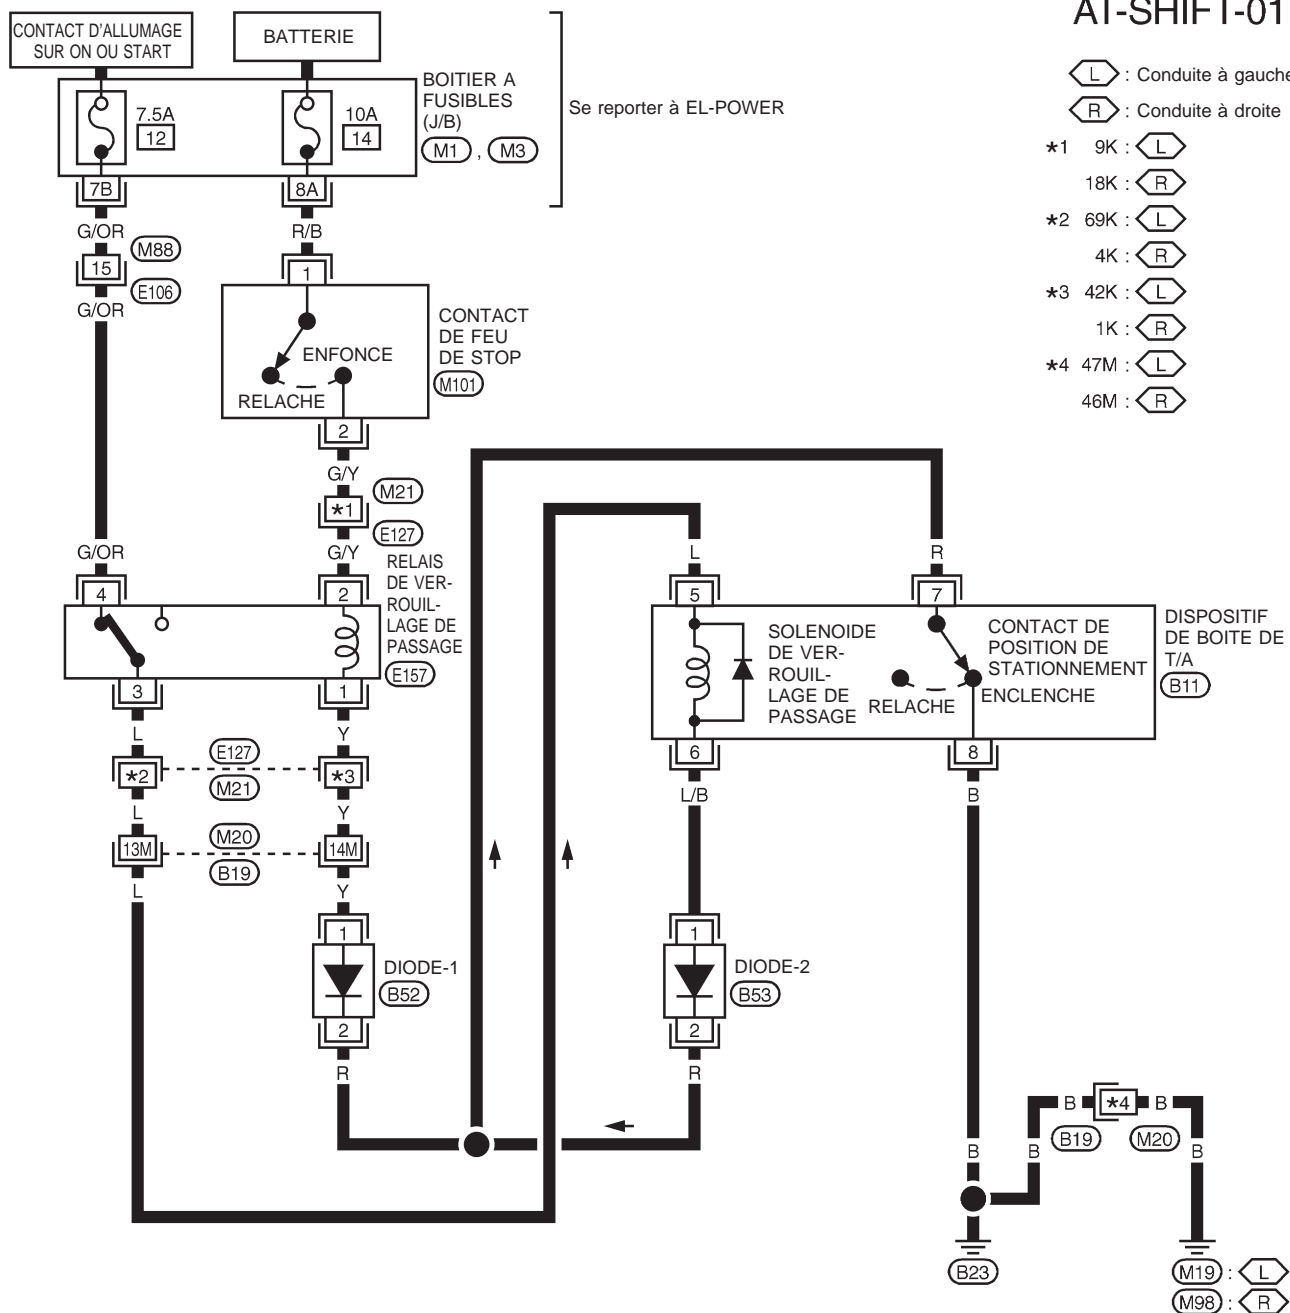 AT-SHIFT-01
CONTACT D'ALLUMAGE
SUR ON OU START
BATTERIE
7.5A
12
10A
14
BOITIER A
FUSIBLES
(J/B)
M1 , M3
Se reporter à EL-POWER
L : Conduite à gauche
R : Conduite à droite
*1 9K : L
18K : R
*2 69K : L
4K : R
*3 42K : L
1K : R
*4 47M : L
46M : R
7B
8A
G/OR
R/B
M88
15
E106
G/OR
1
ENFONCE
RELACHE
CONTACT
DE FEU
DE STOP
M101
2
G/Y
M21
*1
E127
G/Y
G/OR
4
2
RELAIS
DE VER-
ROUIL-
LAGE DE
PASSAGE
E157
3
1
L
Y
E127
*2
*3
M21
L
Y
M20
13M
14M
B19
L
Y
1
DIODE-1
B52
2
R
L
R
5
7
SOLENOIDE
DE VER-
ROUIL-
LAGE DE
PASSAGE
CONTACT DE
POSITION DE
STATIONNEMENT
RELACHE
ENCLENCHE
DISPOSITIF
DE BOITE DE
T/A
B11
6
8
L/B
B
1
DIODE-2
B53
2
R
B *4 B
B19 M20
B
B
B
B23
M19 : L
M98 : R